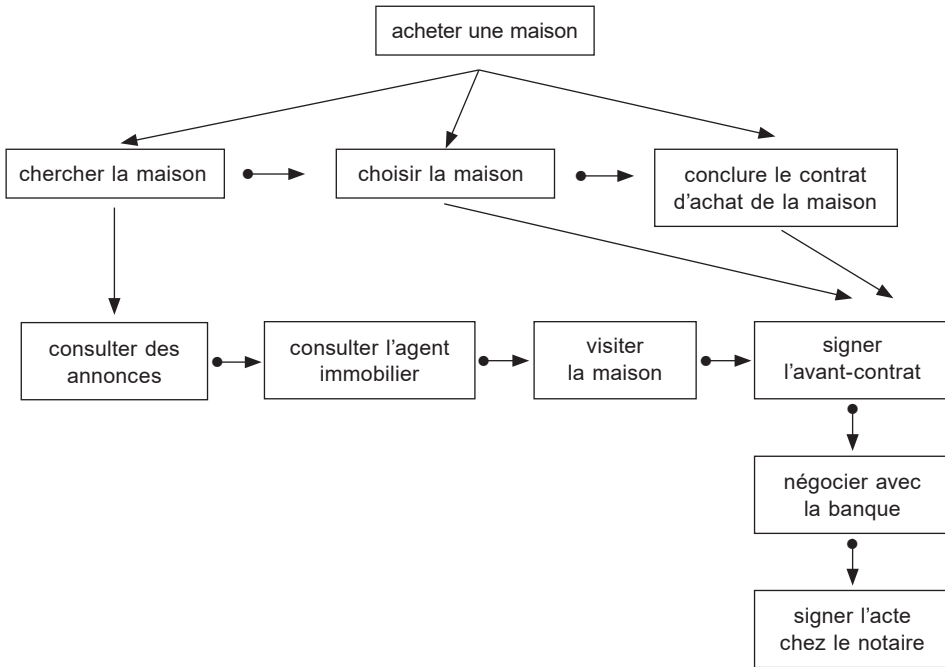 acheter une maison
chercher la maison
choisir la maison
conclure le contrat
d'achat de la maison
consulter des
annonces
consulter l'agent
immobilier
visiter
la maison
signer
l'avant-contrat
négocier avec
la banque
signer l'acte
chez le notaire